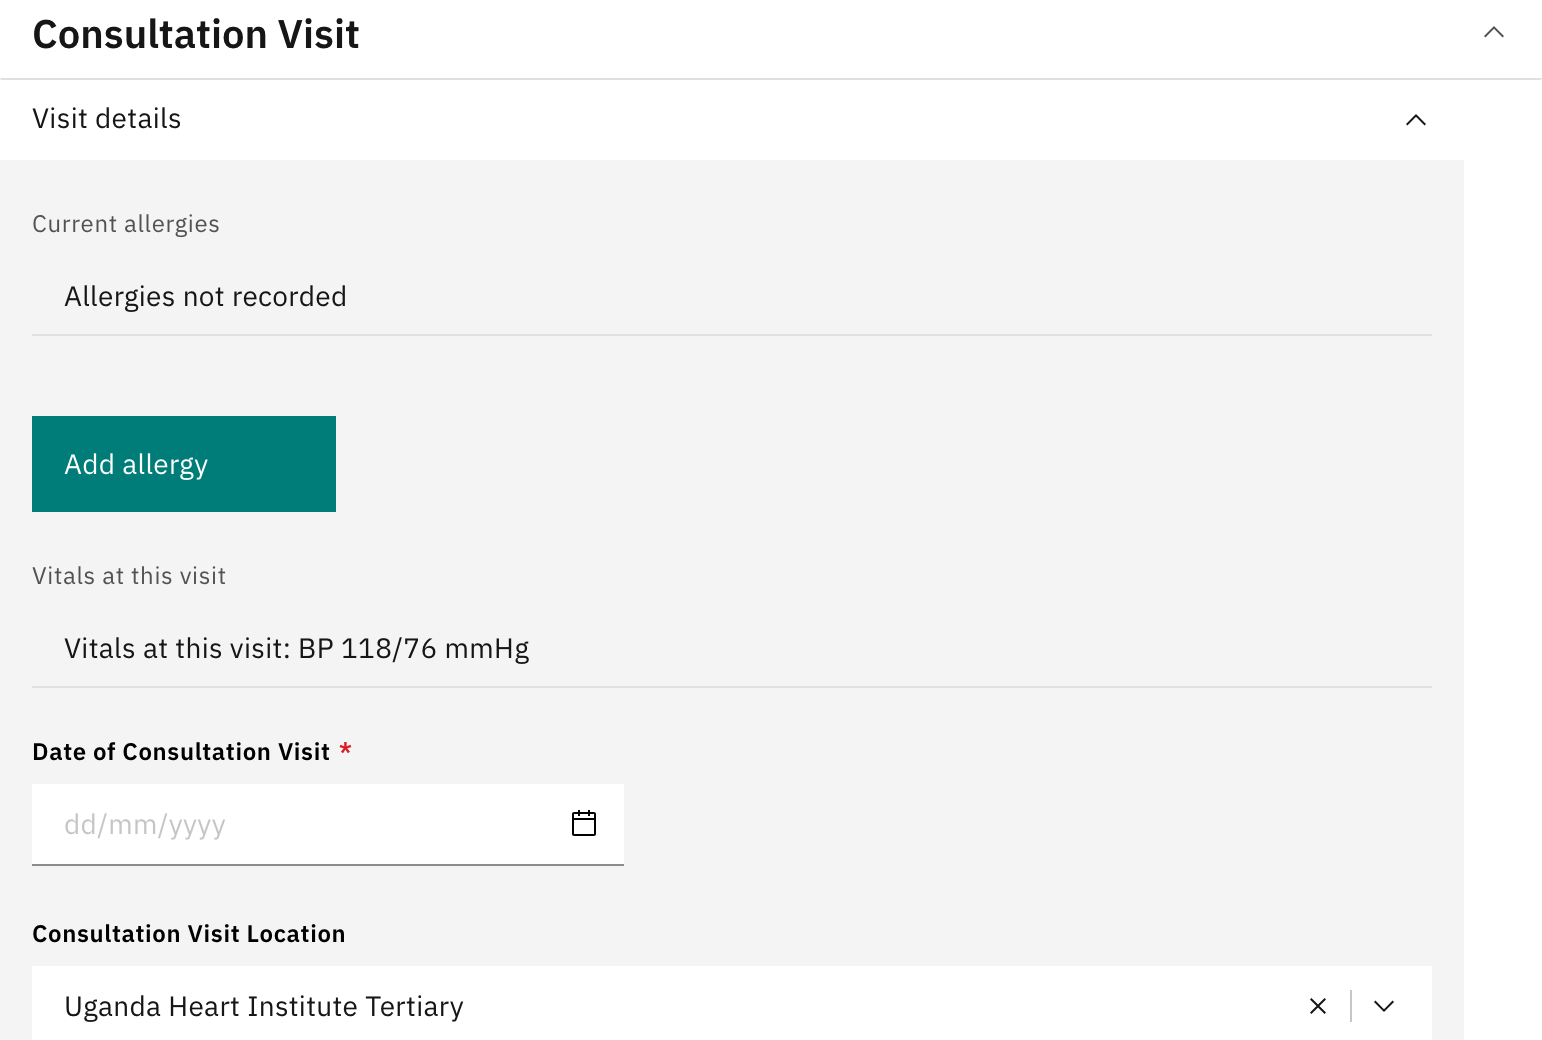 Consultation Visit
Visit details
Current allergies
Allergies not recorded
Add allergy
Vitals at this visit
Vitals at this visit: BP 118/76 mmHg
Date of Consultation Visit *
dd/mm/yyyy
Consultation Visit Location
Uganda Heart Institute Tertiary